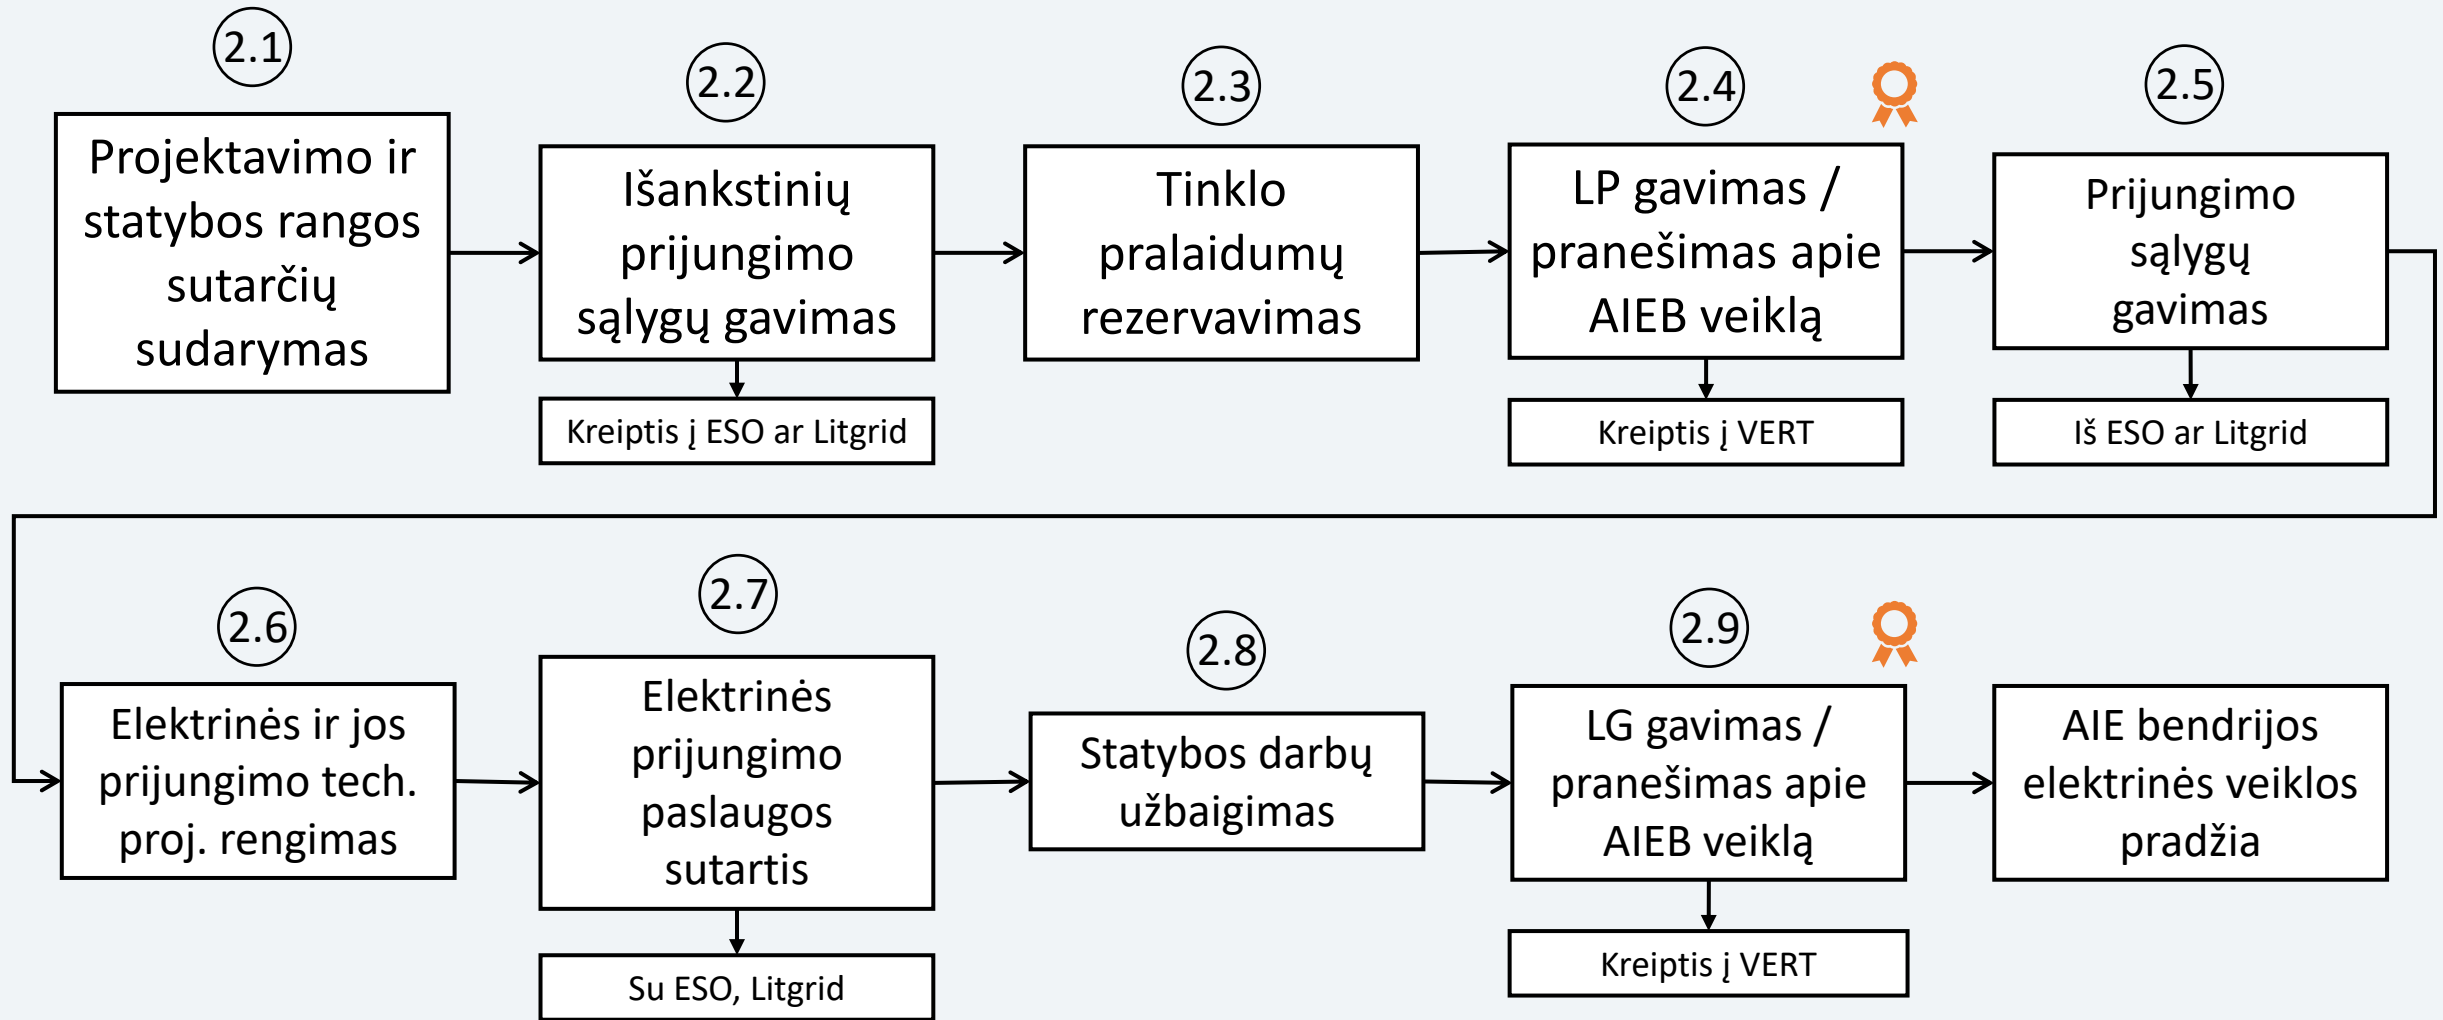 2.1
Projektavimo ir
statybos rangos
sutarčių
sudarymas
2.2
Išankstinių
prijungimo
sąlygų gavimas
Kreiptis į ESO ar Litgrid
2.3
Tinklo
pralaidumų
rezervavimas
2.4
LP gavimas /
pranešimas apie
AIEB veiklą
Kreiptis į VERT
2.5
Prijungimo
sąlygų
gavimas
Iš ESO ar Litgrid
2.6
Elektrinės ir jos
prijungimo tech.
proj. rengimas
2.7
Elektrinės
prijungimo
paslaugos
sutartis
Su ESO, Litgrid
2.8
Statybos darbų
užbaigimas
2.9
LG gavimas /
pranešimas apie
AIEB veiklą
Kreiptis į VERT
AIE bendrijos
elektrinės veiklos
pradžia